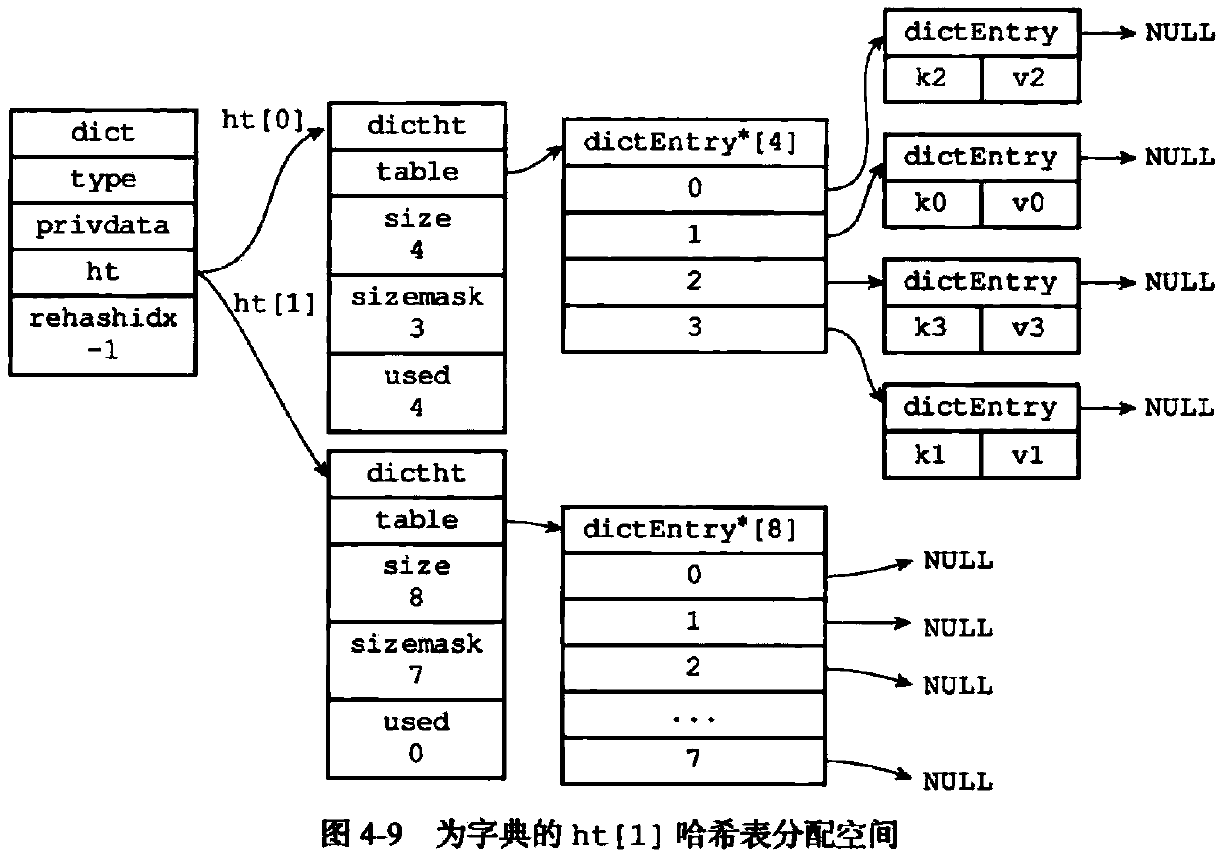 dict
type
privdata
ht
rehashidx
-1
ht[0]
ht[1]
dictht
table
size
4
sizemask
3
used
4
dictEntry*[4]
0
1
2
3
dictEntry
k2 v2
NULL
dictEntry
k0 v0
NULL
dictEntry
k3 v3
NULL
dictEntry
k1 v1
NULL
dictht
table
size
8
sizemask
7
used
0
dictEntry*[8]
0
1
2
...
7
NULL
NULL
NULL
NULL
图 4-9 为字典的 ht[1] 哈希表分配空间